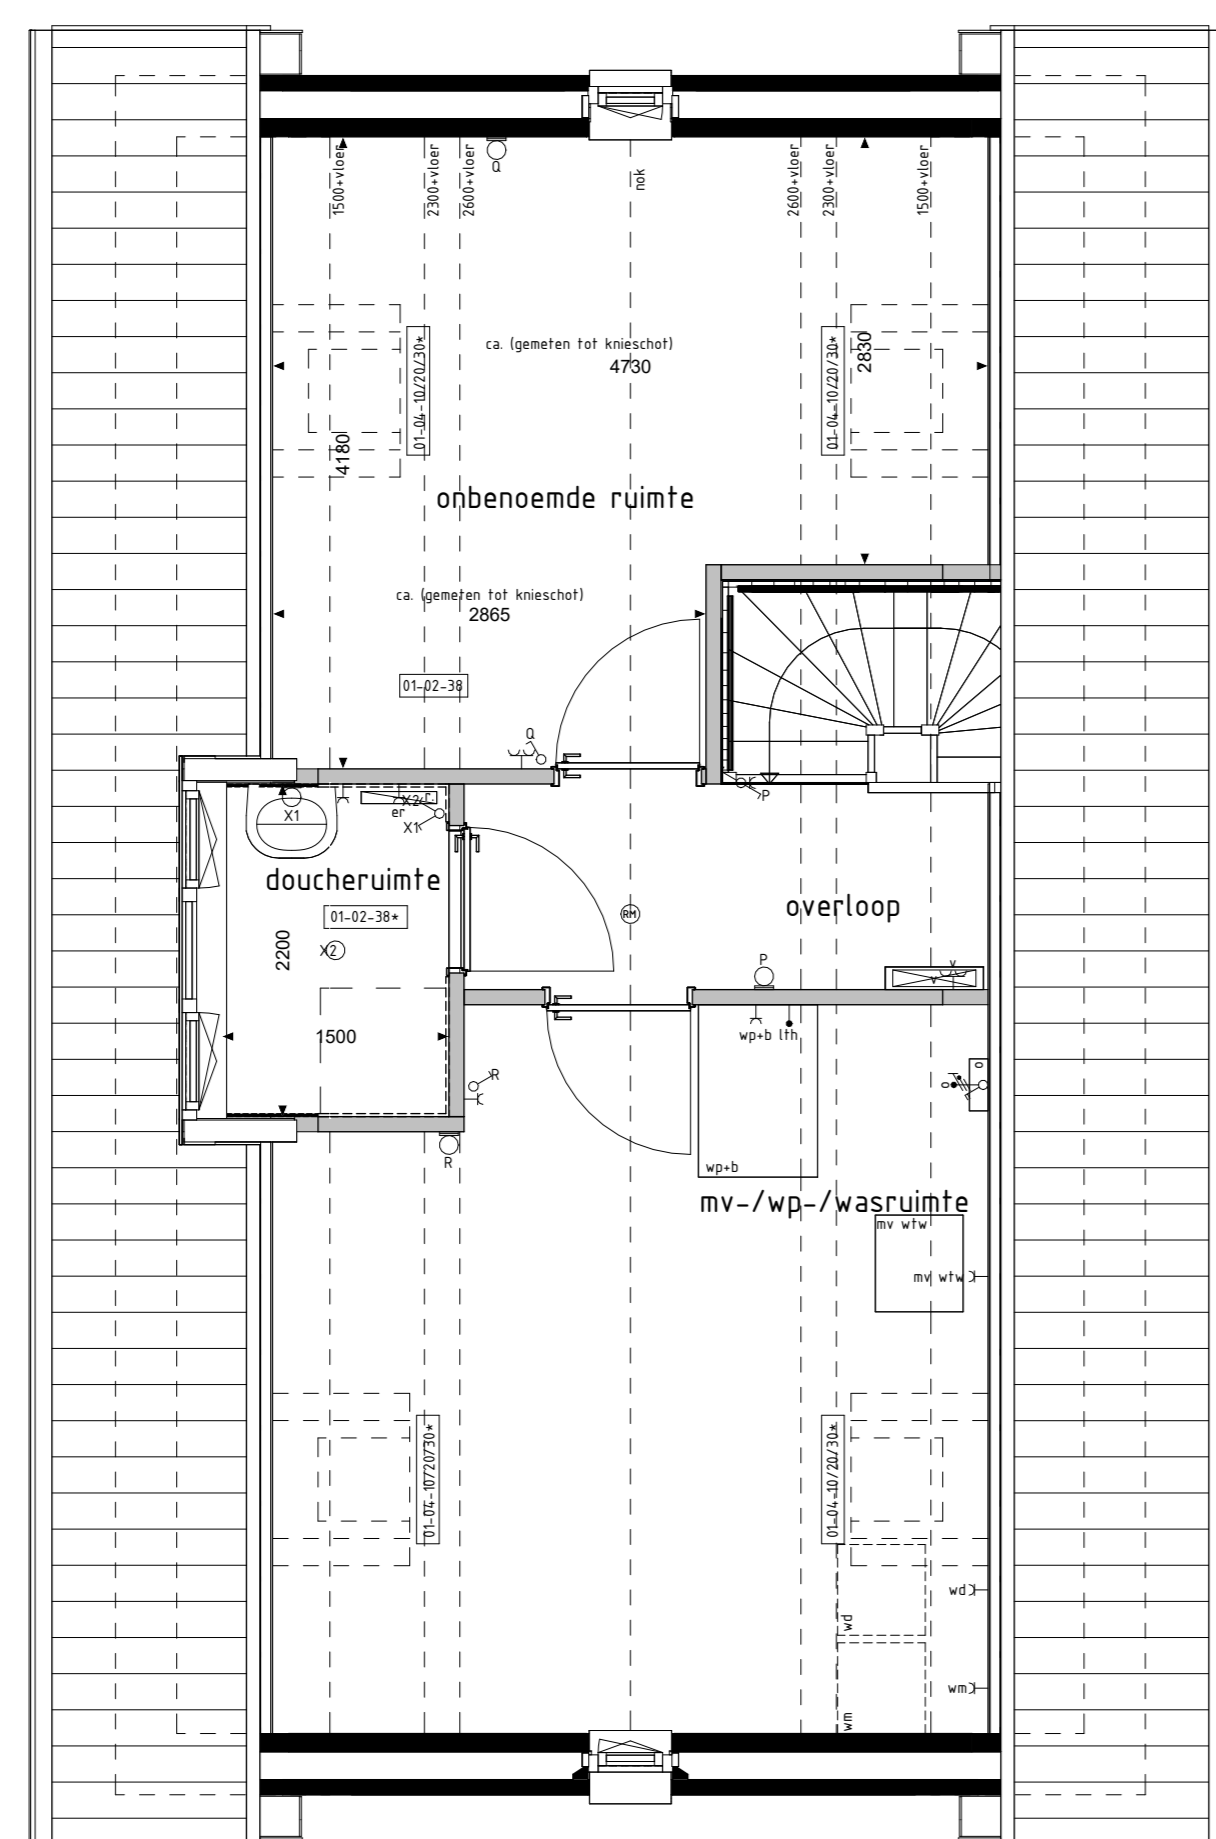 1500+vloer
2300+vloer
2600+vloer
Q
nok
2600+vloer
2300+vloer
1500+vloer
01-04-10/20/30*
ca. (gemeten tot knieschot)
4730
01-04-10/20/30*
2830
4180
onbenoemde ruimte
ca. (gemeten tot knieschot)
2865
01-02-38
Q
P
X1
X2
er
X1
doucheruimte
01-02-38*
X2
2200
1500
RM
overloop
P
v
v
wp+b lth
R
R
o
o
wp+b
mv-/wp-/wasruimte
mv wtw
mv wtw
01-04-10/20/30*
01-04-10/20/30*
wd
wd
wm
wm